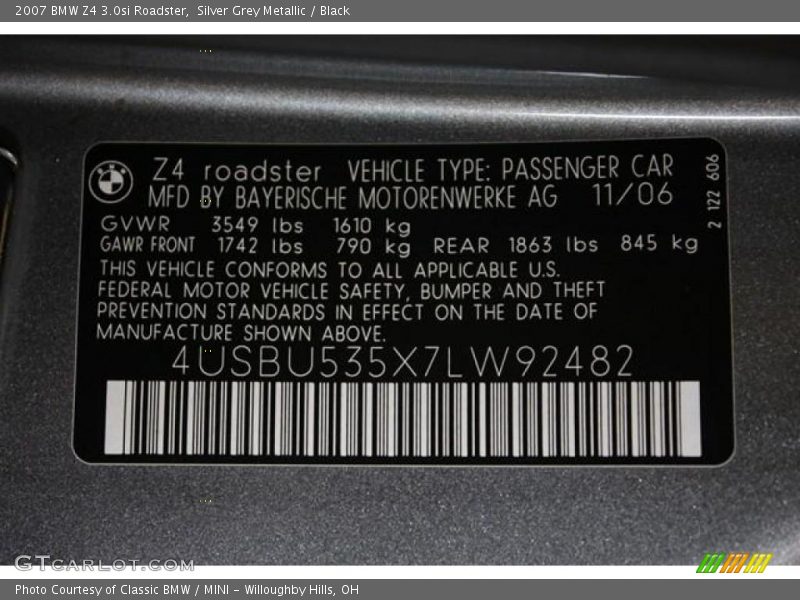 2007 BMW Z4 3.0si Roadster, Silver Grey Metallic / Black
Z4 roadster VEHICLE TYPE: PASSENGER CAR
MFD BY BAYERISCHE MOTORENWERKE AG 11/06
GVWR 3549 lbs 1610 kg
GAWR FRONT 1742 lbs 790 kg REAR 1863 lbs 845 kg
THIS VEHICLE CONFORMS TO ALL APPLICABLE U.S.
FEDERAL MOTOR VEHICLE SAFETY, BUMPER AND THEFT
PREVENTION STANDARDS IN EFFECT ON THE DATE OF
MANUFACTURE SHOWN ABOVE.
4USBU535X7LW92482
2 122 606
GTcarlot.com
Photo Courtesy of Classic BMW / MINI - Willoughby Hills, OH